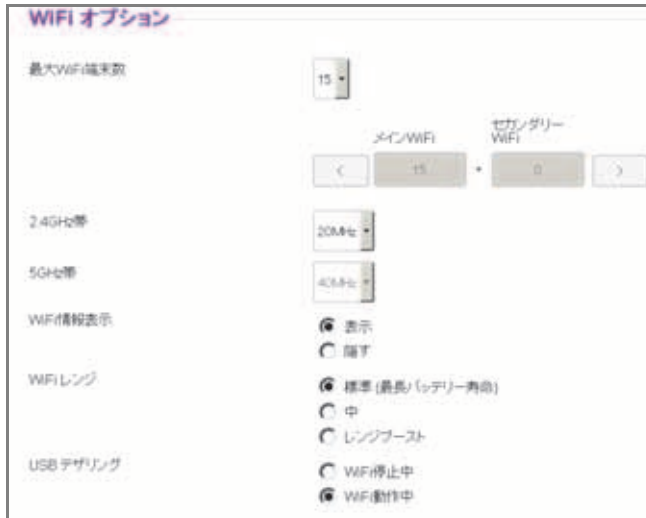 WiFi オプション
最大WiFi端末数
15
メインWiFi
セカンダリー
WiFi
<
15
+
0
>
2.4GHz帯
20MHz
5GHz帯
40MHz
WiFi情報表示
表示
隠す
WiFiレンジ
標準 (最長バッテリー寿命)
中
レンジブースト
USB テザリング
WiFi停止中
WiFi動作中